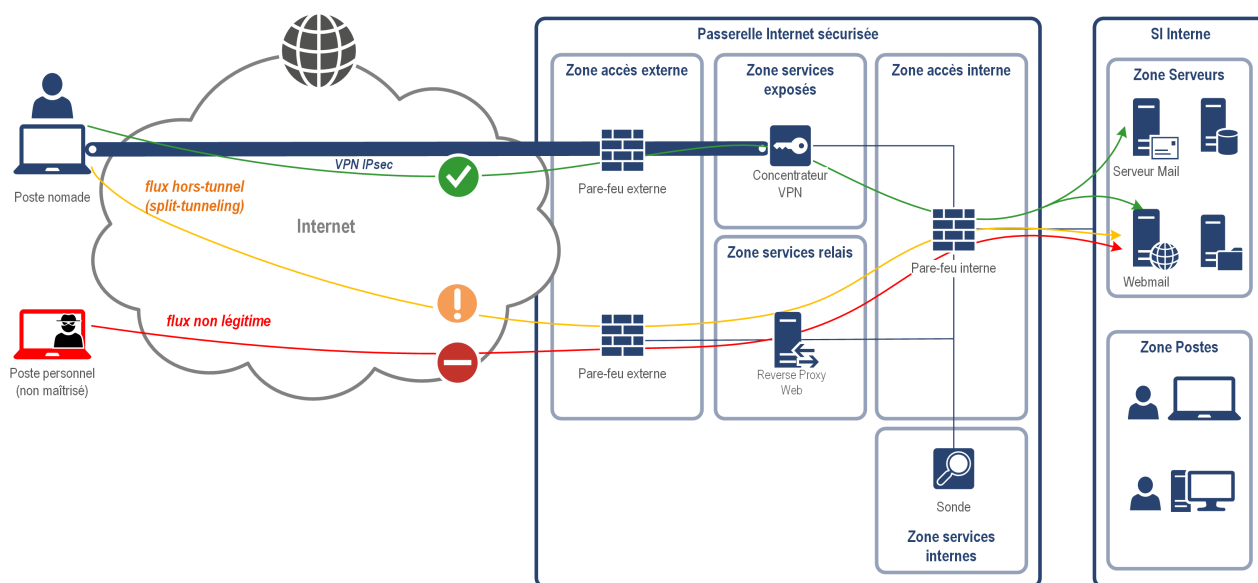 Passerelle Internet sécurisée
SI Interne
Zone accès externe
Zone services
exposés
Zone accès interne
Zone Serveurs
VPN IPsec
Pare-feu externe
Concentrateur
VPN
Serveur Mail
Poste nomade
flux hors-tunnel
(split-tunneling)
Internet
Zone services relais
Pare-feu interne
Webmail
flux non légitime
Poste personnel
(non maîtrisé)
Pare-feu externe
Reverse Proxy
Web
Zone Postes
Sonde
Zone services
internes